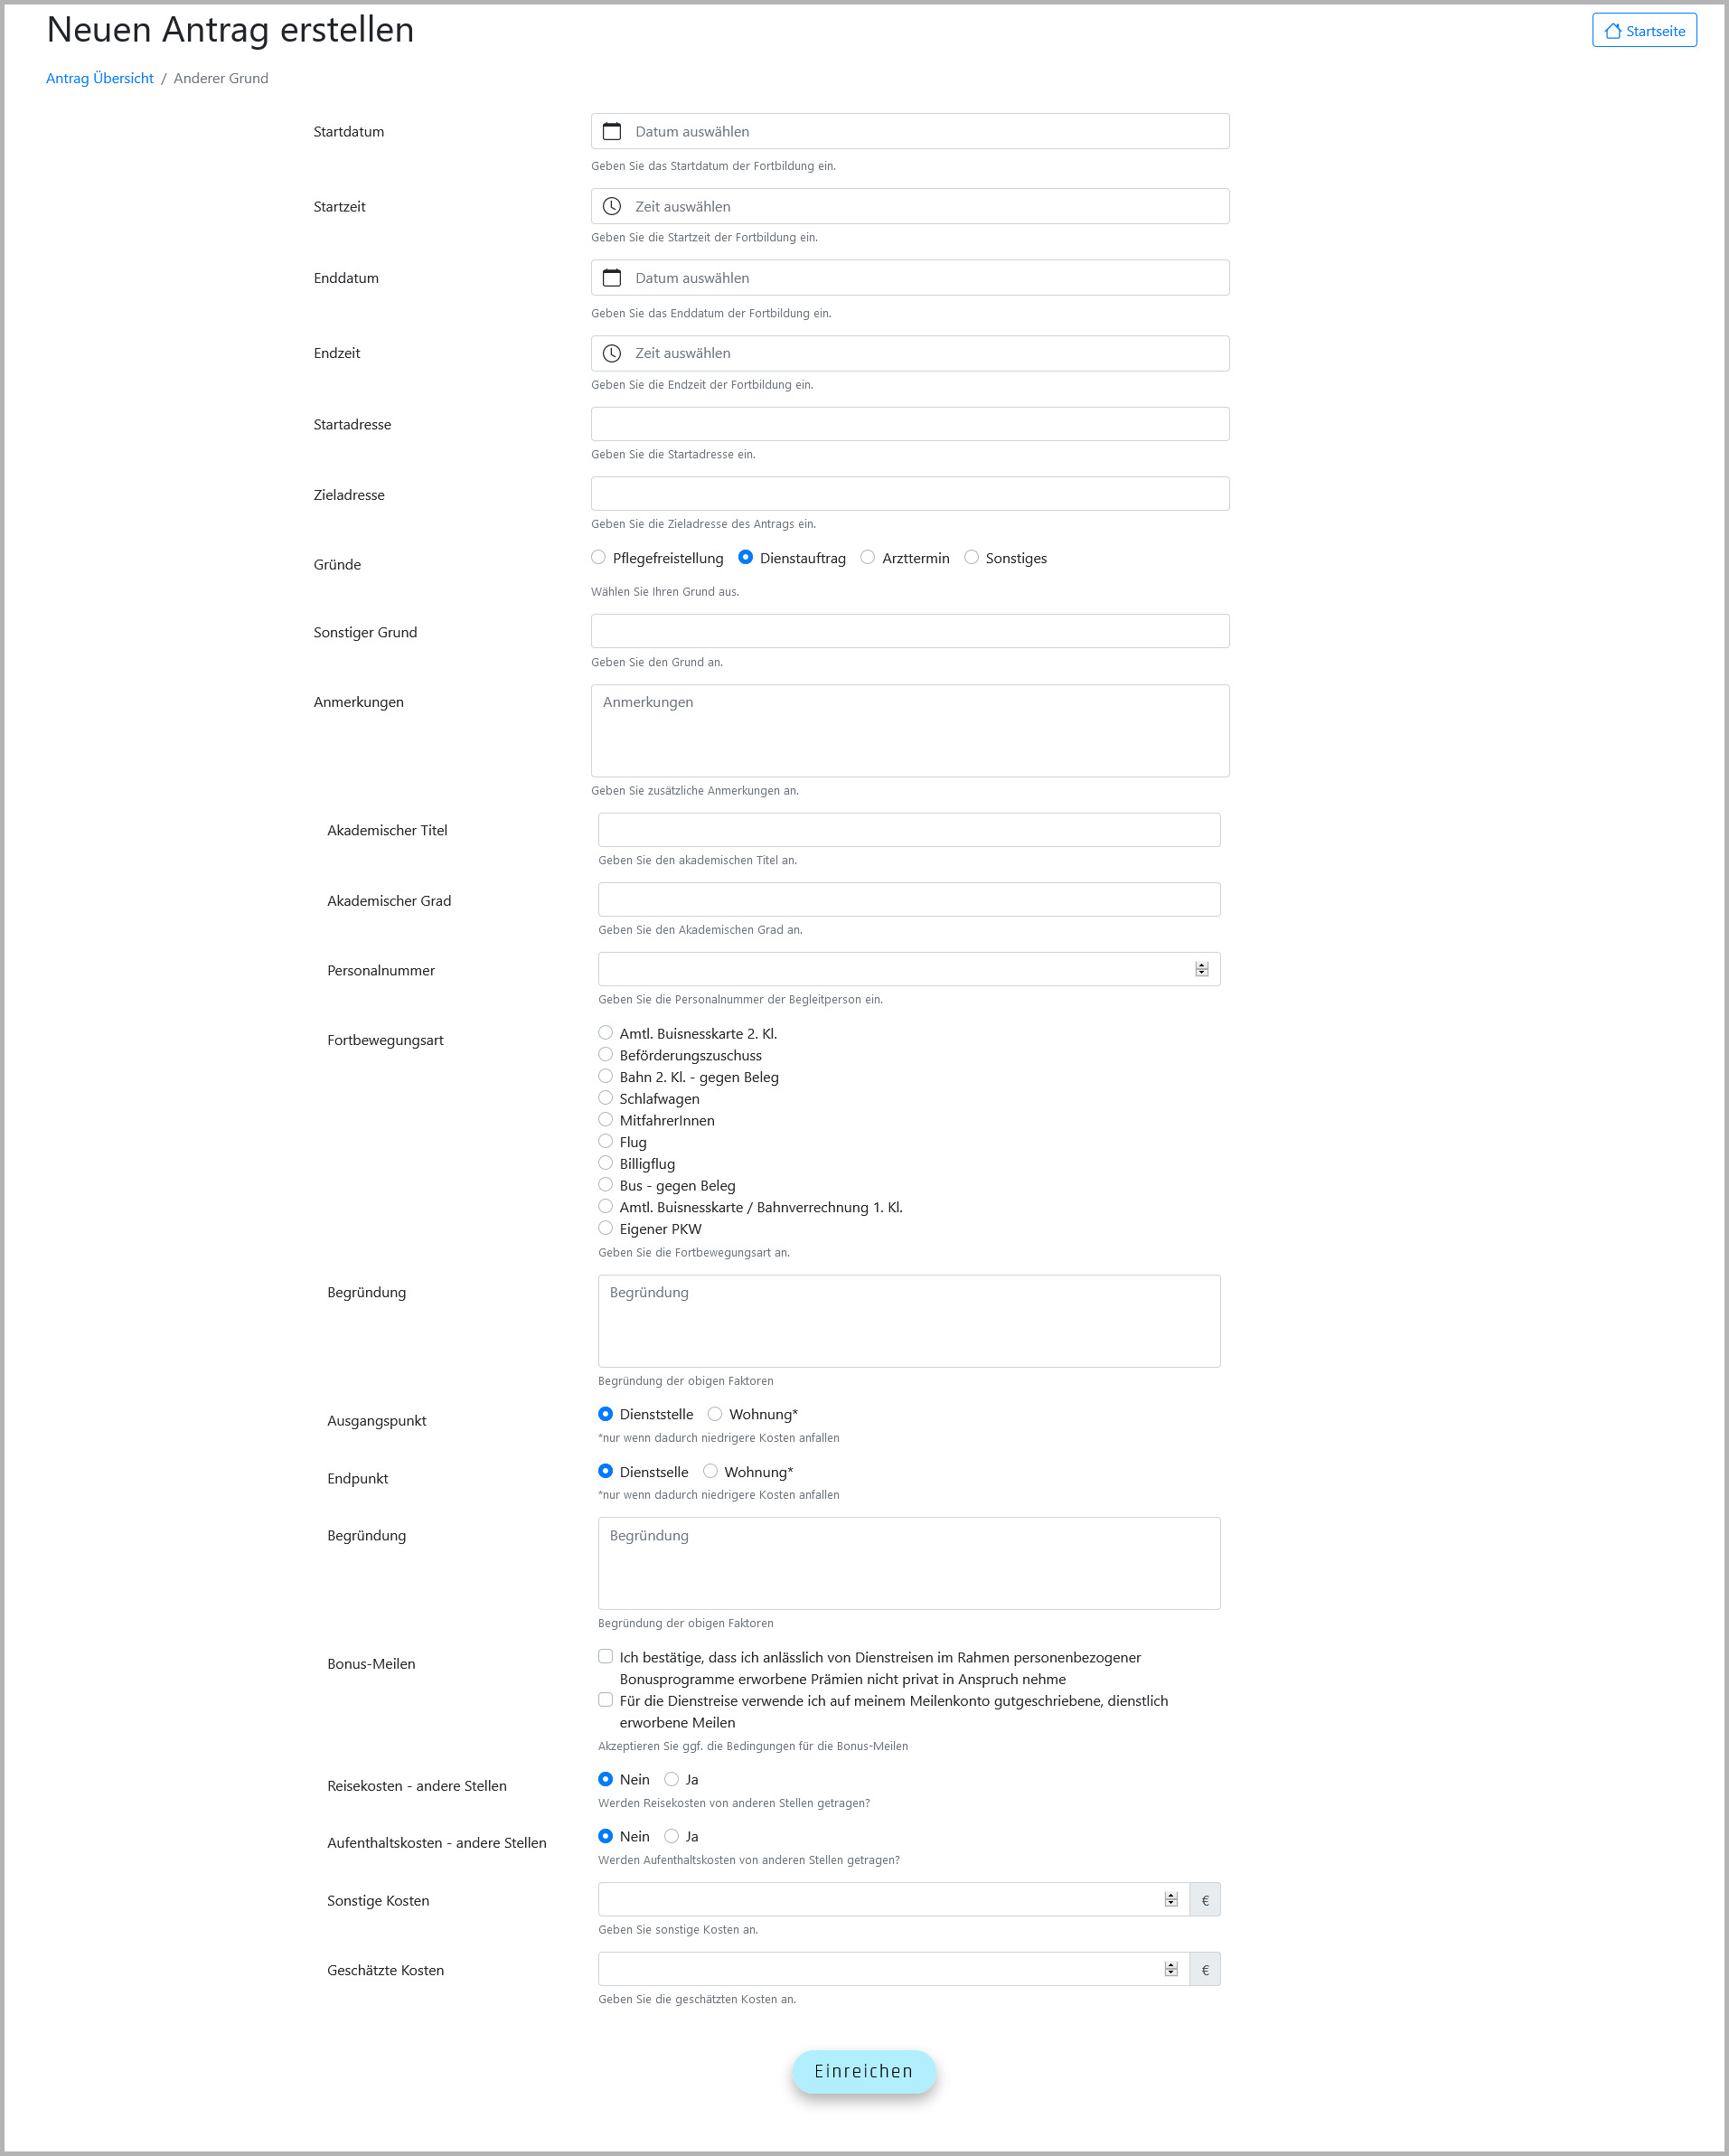 Neuen Antrag erstellen
Startseite
Antrag Übersicht / Anderer Grund
Startdatum
Datum auswählen
Geben Sie das Startdatum der Fortbildung ein.
Startzeit
Zeit auswählen
Geben Sie die Startzeit der Fortbildung ein.
Enddatum
Datum auswählen
Geben Sie das Enddatum der Fortbildung ein.
Endzeit
Zeit auswählen
Geben Sie die Endzeit der Fortbildung ein.
Startadresse
Geben Sie die Startadresse ein.
Zieladresse
Geben Sie die Zieladresse des Antrags ein.
Gründe
Pflegefreistellung Dienstauftrag Arzttermin Sonstiges
Wählen Sie Ihren Grund aus.
Sonstiger Grund
Geben Sie den Grund an.
Anmerkungen
Anmerkungen
Geben Sie zusätzliche Anmerkungen an.
Akademischer Titel
Geben Sie den akademischen Titel an.
Akademischer Grad
Geben Sie den Akademischen Grad an.
Personalnummer
Geben Sie die Personalnummer der Begleitperson ein.
Fortbewegungsart
Amtl. Buisnesskarte 2. Kl.
Beförderungszuschuss
Bahn 2. Kl. - gegen Beleg
Schlafwagen
MitfahrerInnen
Flug
Billigflug
Bus - gegen Beleg
Amtl. Buisnesskarte / Bahnverrechnung 1. Kl.
Eigener PKW
Geben Sie die Fortbewegungsart an.
Begründung
Begründung
Begründung der obigen Faktoren
Ausgangspunkt
Dienststelle Wohnung*
*nur wenn dadurch niedrigere Kosten anfallen
Endpunkt
Dienstselle Wohnung*
*nur wenn dadurch niedrigere Kosten anfallen
Begründung
Begründung
Begründung der obigen Faktoren
Bonus-Meilen
Ich bestätige, dass ich anlässlich von Dienstreisen im Rahmen personenbezogener
Bonusprogramme erworbene Prämien nicht privat in Anspruch nehme
Für die Dienstreise verwende ich auf meinem Meilenkonto gutgeschriebene, dienstlich
erworbene Meilen
Akzeptieren Sie ggf. die Bedingungen für die Bonus-Meilen
Reisekosten - andere Stellen
Nein Ja
Werden Reisekosten von anderen Stellen getragen?
Aufenthaltskosten - andere Stellen
Nein Ja
Werden Aufenthaltskosten von anderen Stellen getragen?
Sonstige Kosten
€
Geben Sie sonstige Kosten an.
Geschätzte Kosten
€
Geben Sie die geschätzten Kosten an.
Einreichen